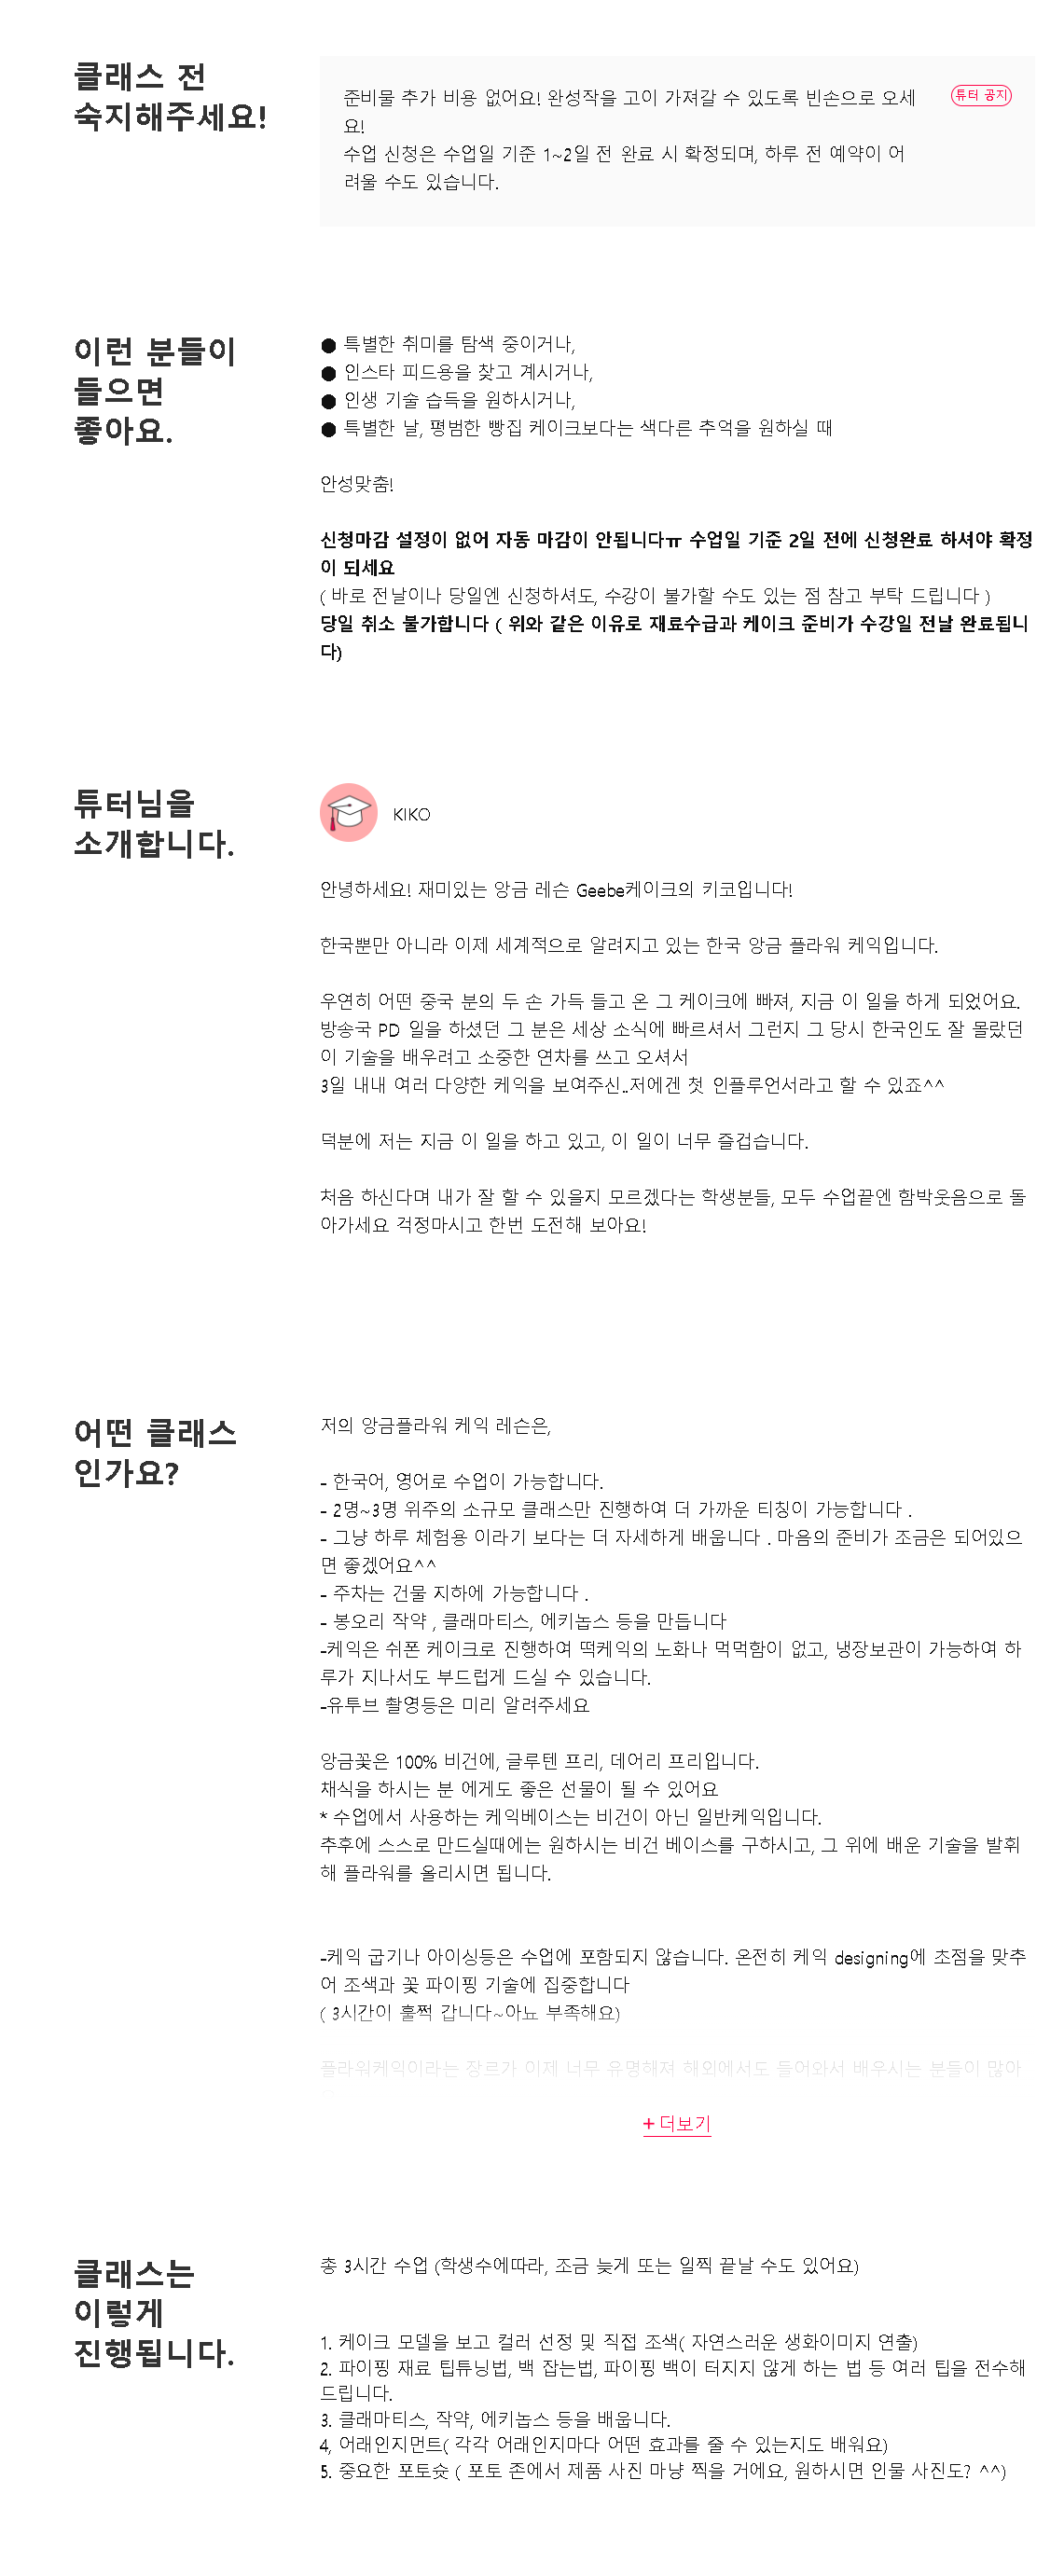 클래스 전
숙지해주세요!
준비물 추가 비용 없어요! 완성작을 고이 가져갈 수 있도록 빈손으로 오세
요!
수업 신청은 수업일 기준 1~2일 전 완료 시 확정되며, 하루 전 예약이 어
려울 수도 있습니다.
튜터 공지
이런 분들이
들으면
좋아요.
● 특별한 취미를 탐색 중이거나,
● 인스타 피드용을 찾고 계시거나,
● 인생 기술 습득을 원하시거나,
● 특별한 날, 평범한 빵집 케이크보다는 색다른 추억을 원하실 때
안성맞춤!
신청마감 설정이 없어 자동 마감이 안됩니다ㅠ 수업일 기준 2일 전에 신청완료 하셔야 확정
이 되세요
( 바로 전날이나 당일엔 신청하셔도, 수강이 불가할 수도 있는 점 참고 부탁 드립니다 )
당일 취소 불가합니다 ( 위와 같은 이유로 재료수급과 케이크 준비가 수강일 전날 완료됩니
다)
튜터님을
소개합니다.
KIKO
안녕하세요! 재미있는 앙금 레슨 Geebe케이크의 키코입니다!
한국뿐만 아니라 이제 세계적으로 알려지고 있는 한국 앙금 플라워 케익입니다.
우연히 어떤 중국 분의 두 손 가득 들고 온 그 케이크에 빠져, 지금 이 일을 하게 되었어요.
방송국 PD 일을 하셨던 그 분은 세상 소식에 빠르셔서 그런지 그 당시 한국인도 잘 몰랐던
이 기술을 배우려고 소중한 연차를 쓰고 오셔서
3일 내내 여러 다양한 케익을 보여주신..저에겐 첫 인플루언서라고 할 수 있죠^^
덕분에 저는 지금 이 일을 하고 있고, 이 일이 너무 즐겁습니다.
처음 하신다며 내가 잘 할 수 있을지 모르겠다는 학생분들, 모두 수업끝엔 함박웃음으로 돌
아가세요 걱정마시고 한번 도전해 보아요!
어떤 클래스
인가요?
저의 앙금플라워 케익 레슨은,
- 한국어, 영어로 수업이 가능합니다.
- 2명~3명 위주의 소규모 클래스만 진행하여 더 가까운 티칭이 가능합니다 .
- 그냥 하루 체험용 이라기 보다는 더 자세하게 배웁니다 . 마음의 준비가 조금은 되어있으
면 좋겠어요^^
- 주차는 건물 지하에 가능합니다 .
- 봉오리 작약 , 클래마티스, 에키놉스 등을 만듭니다
-케익은 쉬폰 케이크로 진행하여 떡케익의 노화나 먹먹함이 없고, 냉장보관이 가능하여 하
루가 지나서도 부드럽게 드실 수 있습니다.
-유투브 촬영등은 미리 알려주세요
앙금꽃은 100% 비건에, 글루텐 프리, 데어리 프리입니다.
채식을 하시는 분 에게도 좋은 선물이 될 수 있어요
* 수업에서 사용하는 케익베이스는 비건이 아닌 일반케익입니다.
추후에 스스로 만드실때에는 원하시는 비건 베이스를 구하시고, 그 위에 배운 기술을 발휘
해 플라워를 올리시면 됩니다.
-케익 굽기나 아이싱등은 수업에 포함되지 않습니다. 온전히 케익 designing에 초점을 맞추
어 조색과 꽃 파이핑 기술에 집중합니다
( 3시간이 훌쩍 갑니다~아뇨 부족해요)
플라워케익이라는 장르가 이제 너무 유명해져 해외에서도 들어와서 배우시는 분들이 많아
+ 더보기
클래스는
이렇게
진행됩니다.
총 3시간 수업 (학생수에따라, 조금 늦게 또는 일찍 끝날 수도 있어요)
1. 케이크 모델을 보고 컬러 선정 및 직접 조색( 자연스러운 생화이미지 연출)
2. 파이핑 재료 팁튜닝법, 백 잡는법, 파이핑 백이 터지지 않게 하는 법 등 여러 팁을 전수해
드립니다.
3. 클래마티스, 작약, 에키놉스 등을 배웁니다.
4, 어래인지먼트( 각각 어래인지마다 어떤 효과를 줄 수 있는지도 배워요)
5. 중요한 포토슛 ( 포토 존에서 제품 사진 마냥 찍을 거에요, 원하시면 인물 사진도? ^^)